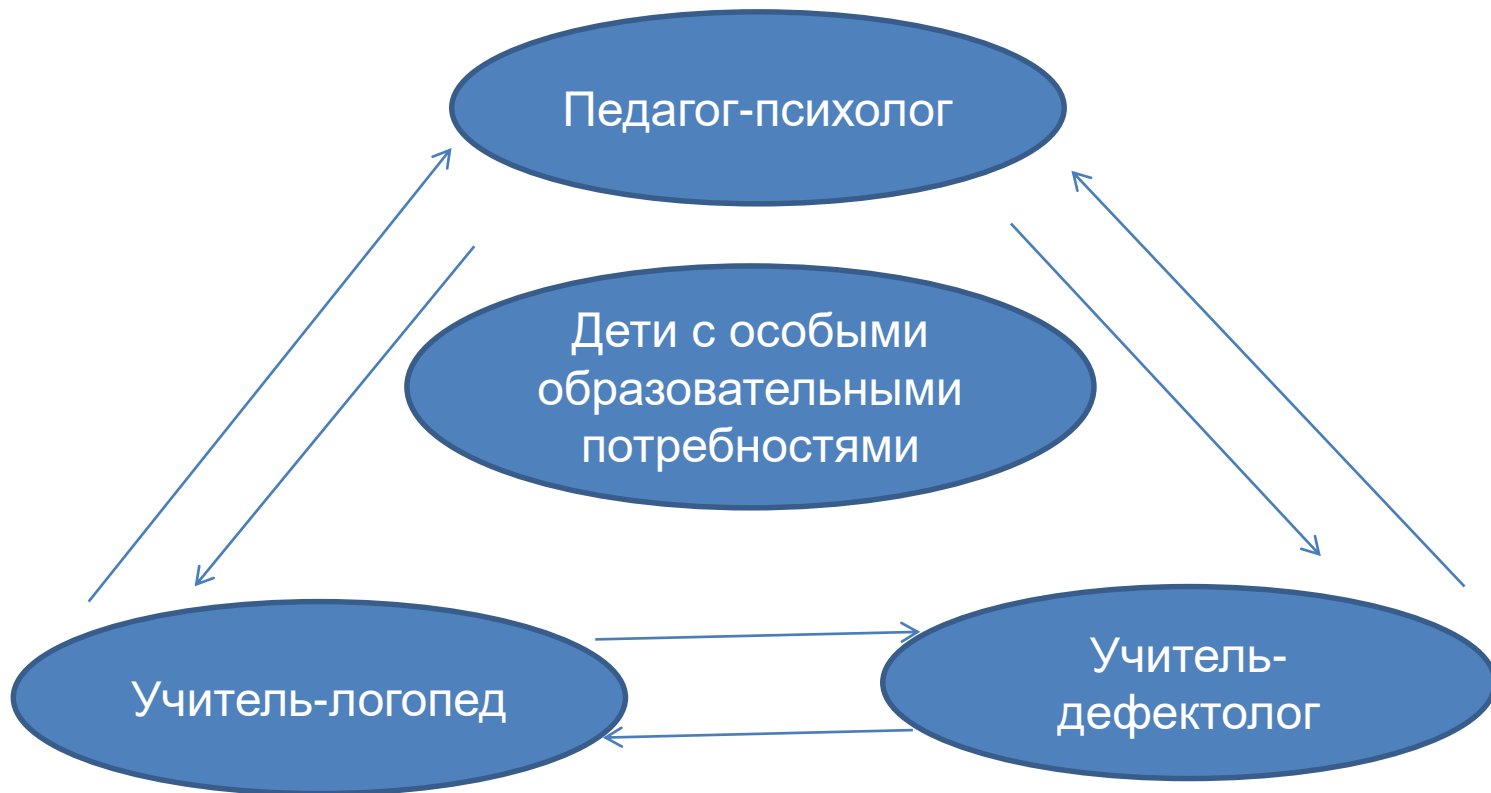 Педагог-психолог
Дети с особыми
образовательными
потребностями
Учитель-логопед
Учитель-
дефектолог